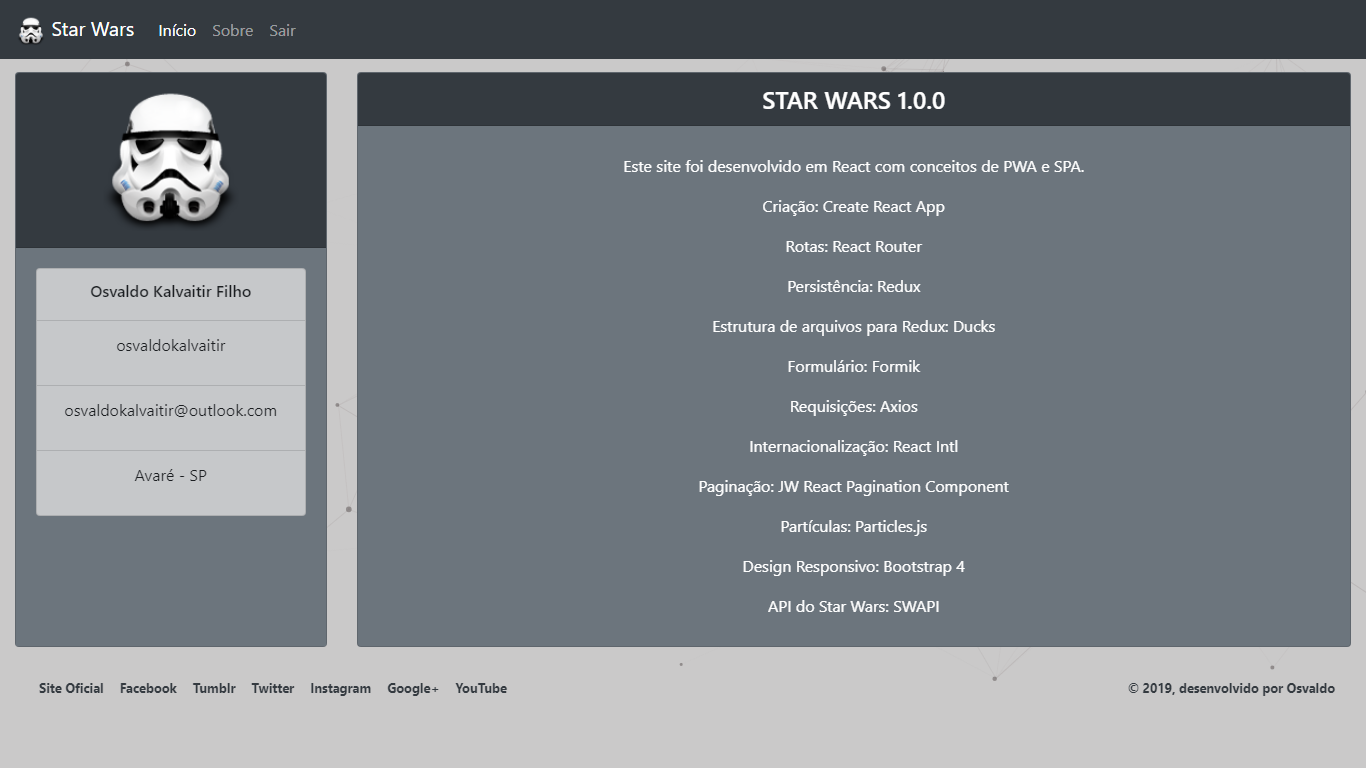 Star Wars Início Sobre Sair
STAR WARS 1.0.0
Osvaldo Kalvaitir Filho
osvaldokalvaitir
osvaldokalvaitir@outlook.com
Avaré - SP
Este site foi desenvolvido em React com conceitos de PWA e SPA.
Criação: Create React App
Rotas: React Router
Persistência: Redux
Estrutura de arquivos para Redux: Ducks
Formulário: Formik
Requisições: Axios
Internacionalização: React Intl
Paginação: JW React Pagination Component
Partículas: Particles.js
Design Responsivo: Bootstrap 4
API do Star Wars: SWAPI
Site Oficial Facebook Tumblr Twitter Instagram Google+ YouTube
© 2019, desenvolvido por Osvaldo